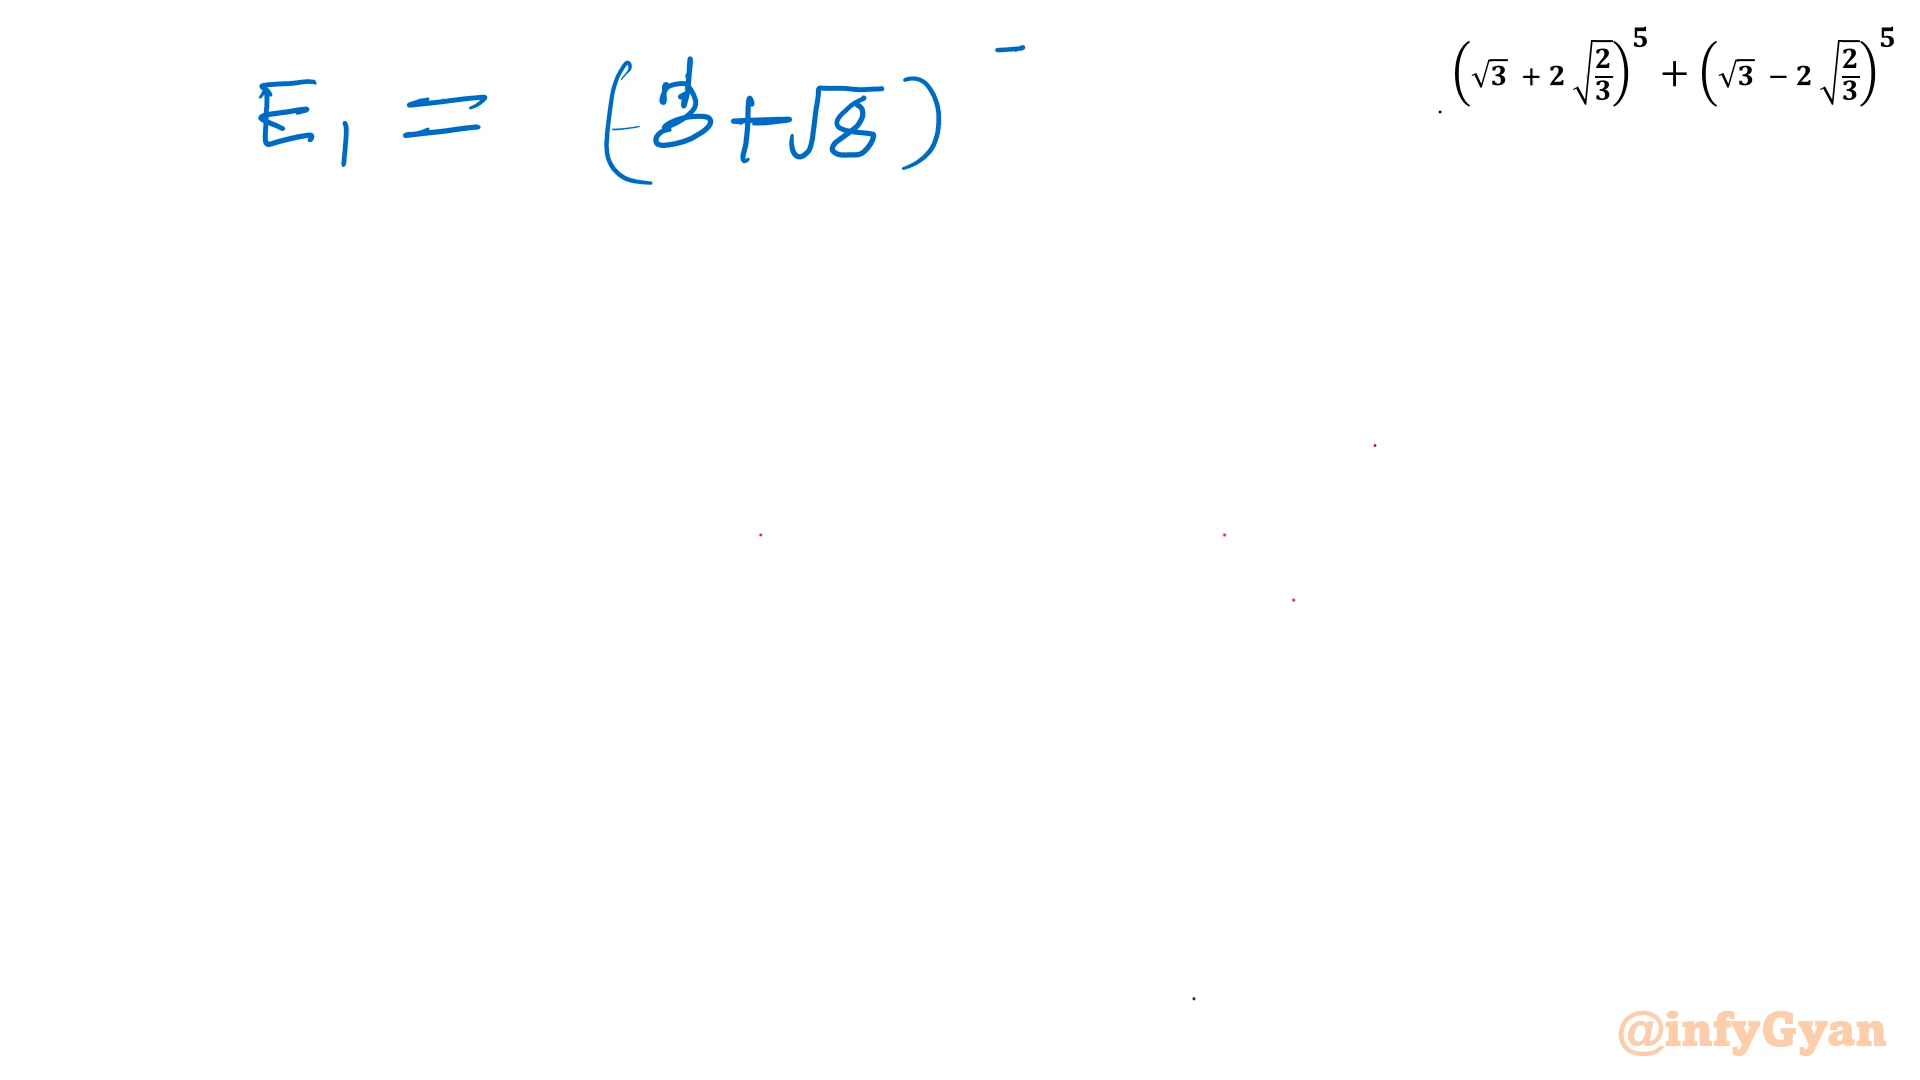 E₁ = (3 + √8)
(√3 + 2√(2/3))⁵ + (√3 − 2√(2/3))⁵
@infyGyan